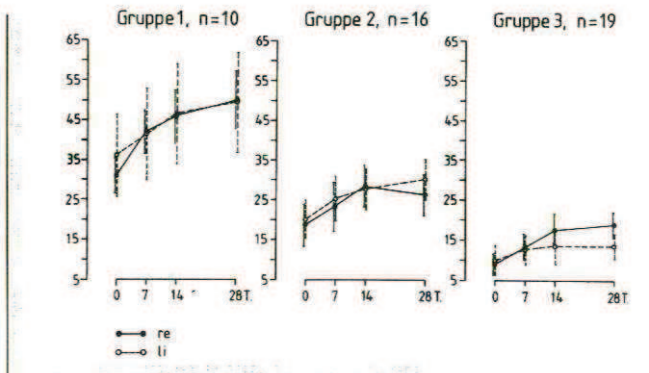 Gruppe 1, n=10
Gruppe 2, n=16
Gruppe 3, n=19
65 65 65
55 55 55
45 45 45
35 35 35
25 25 25
15 15 15
5 5 5
0 7 14 28 T. 0 7 14 28 T. 0 7 14 28 T.
re
li